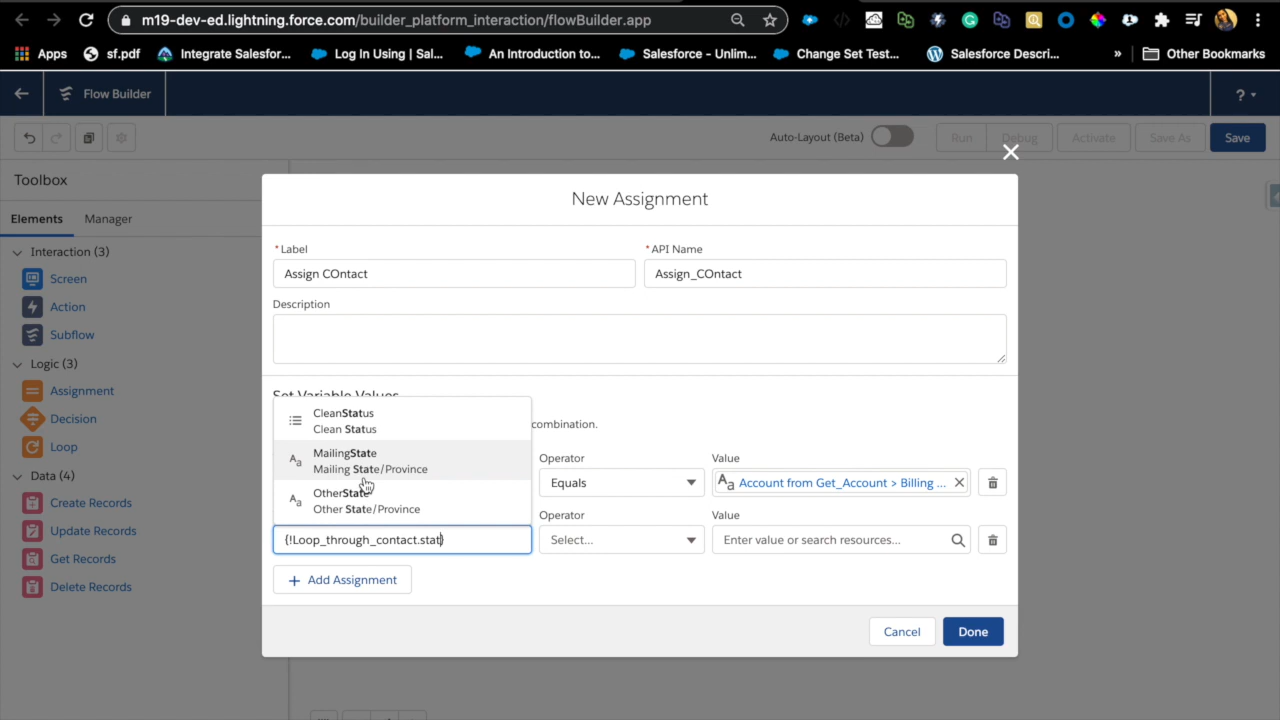 m19-dev-ed.lightning.force.com/builder_platform_interaction/flowBuilder.app
Apps sf.pdf Integrate Salesfor... Log In Using | Sal... An Introduction to... Salesforce - Unlim... Change Set Test... Salesforce Descri... » Other Bookmarks
Flow Builder ?
Auto-Layout (Beta) Run Debug Activate Save As Save
Toolbox
Elements Manager
Interaction (3)
Screen
Action
Subflow
Logic (3)
Assignment
Decision
Loop
Data (4)
Create Records
Update Records
Get Records
Delete Records
New Assignment
* Label * API Name
Assign COntact Assign_COntact
Description
Set Variable Values
combination.
CleanStatus
Clean Status
MailingState
Mailing State/Province
OtherState
Other State/Province
Operator Value
Equals Aa Account from Get_Account > Billing ...
Operator Value
{!Loop_through_contact.stat} Select... Enter value or search resources...
+ Add Assignment
Cancel Done